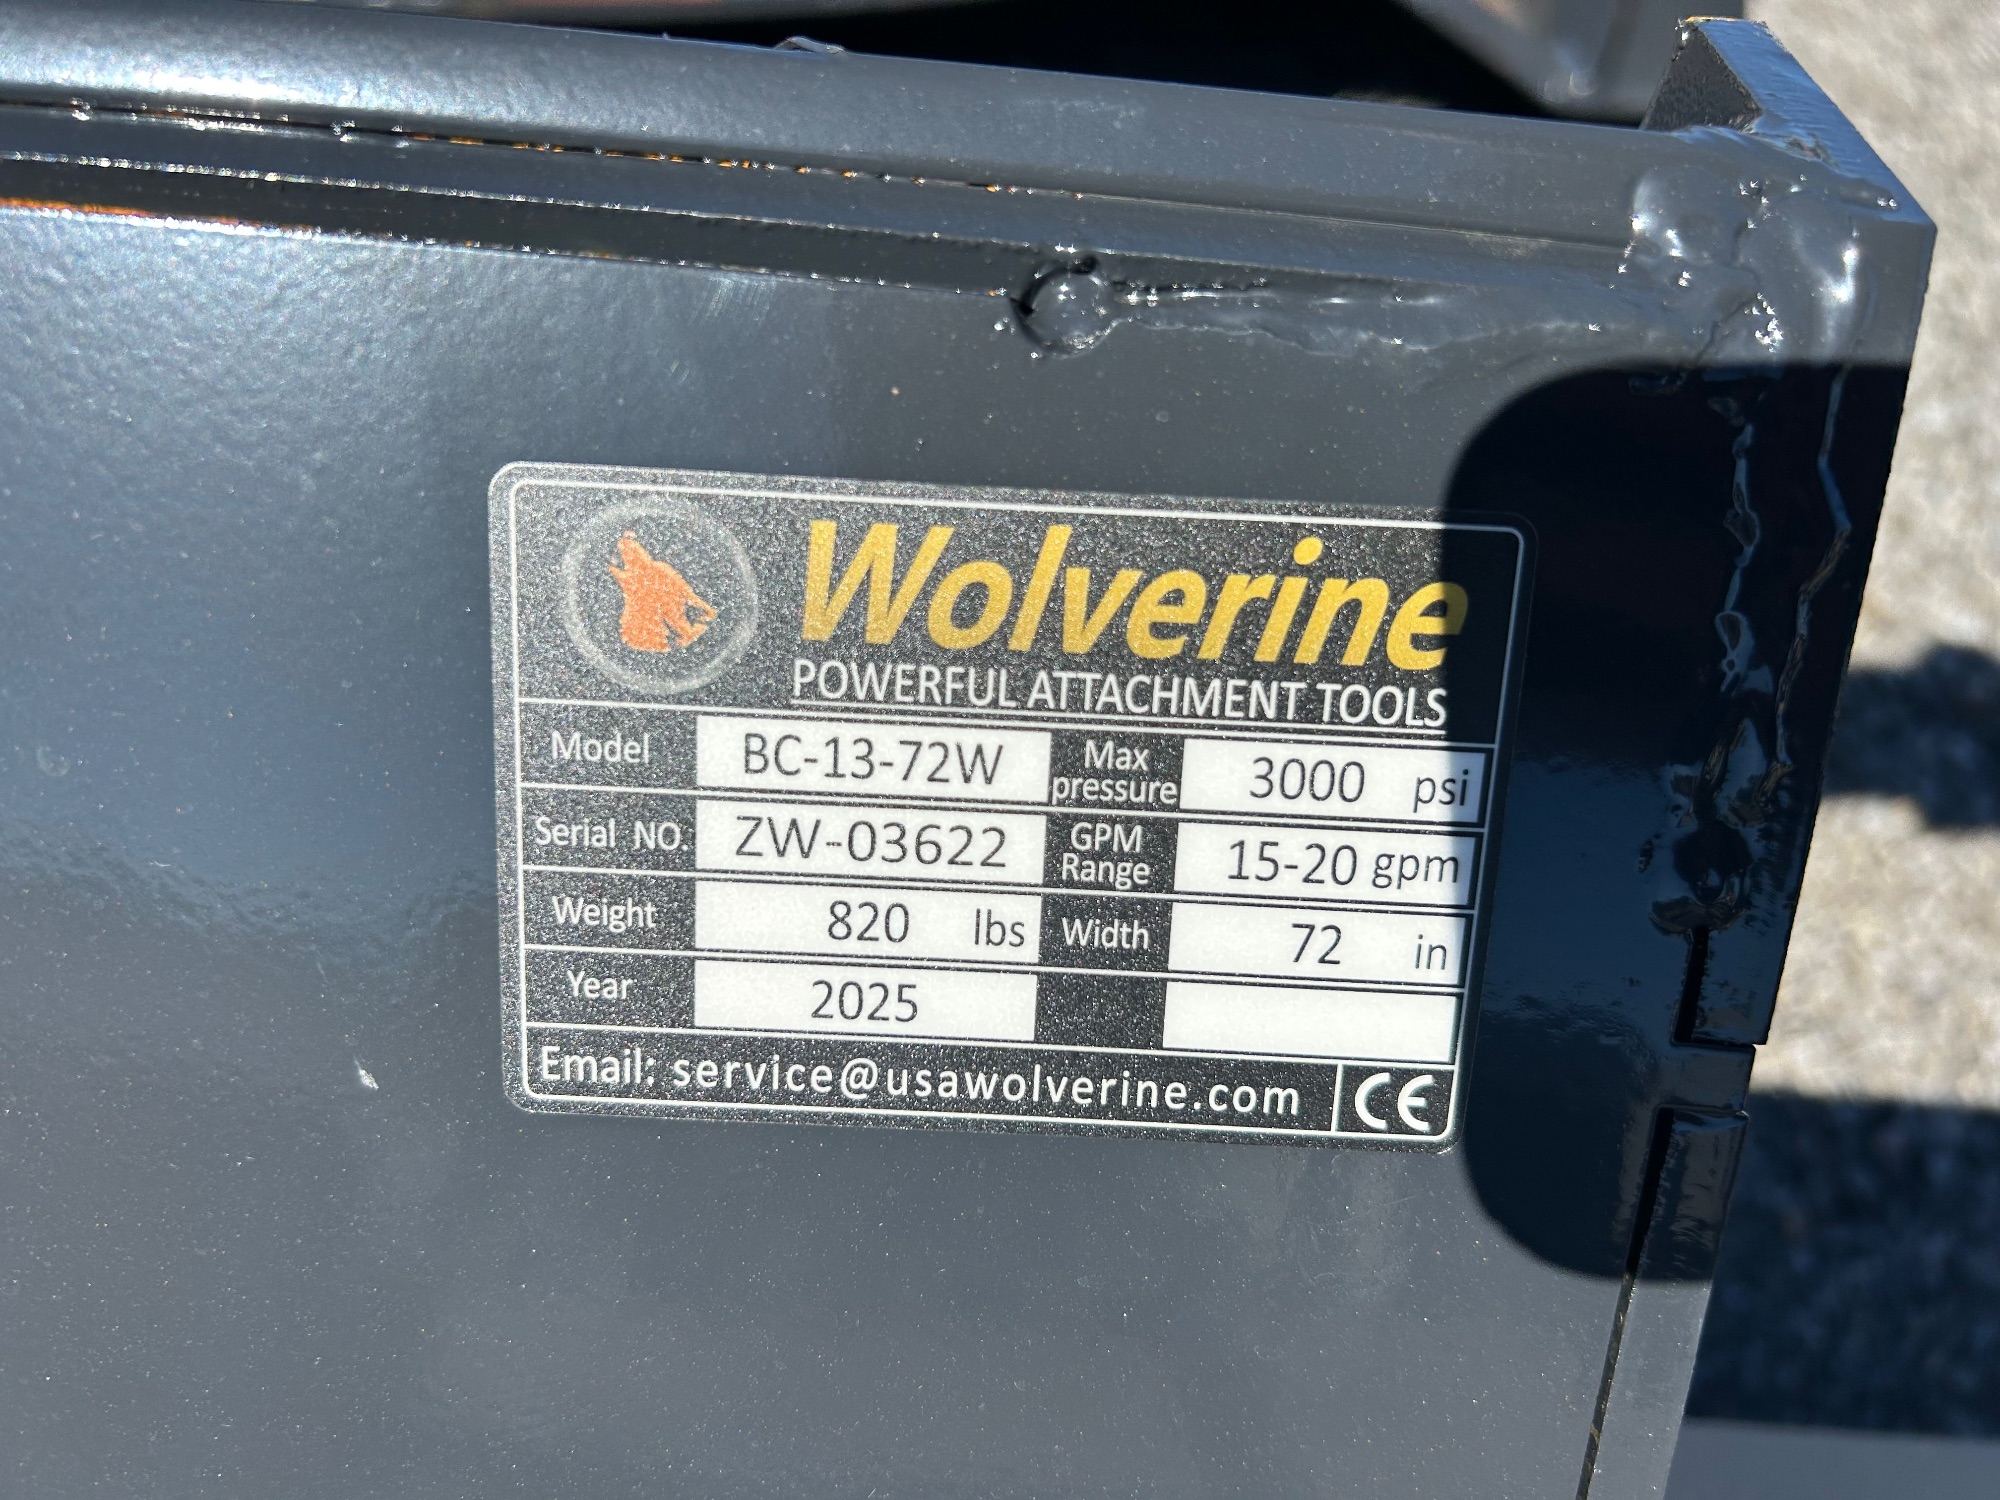 Wolverine
POWERFUL ATTACHMENT TOOLS
Model BC-13-72W Max pressure 3000 psi
Serial NO. ZW-03622 GPM Range 15-20 gpm
Weight 820 lbs Width 72 in
Year 2025
Email: service@usawolverine.com CE